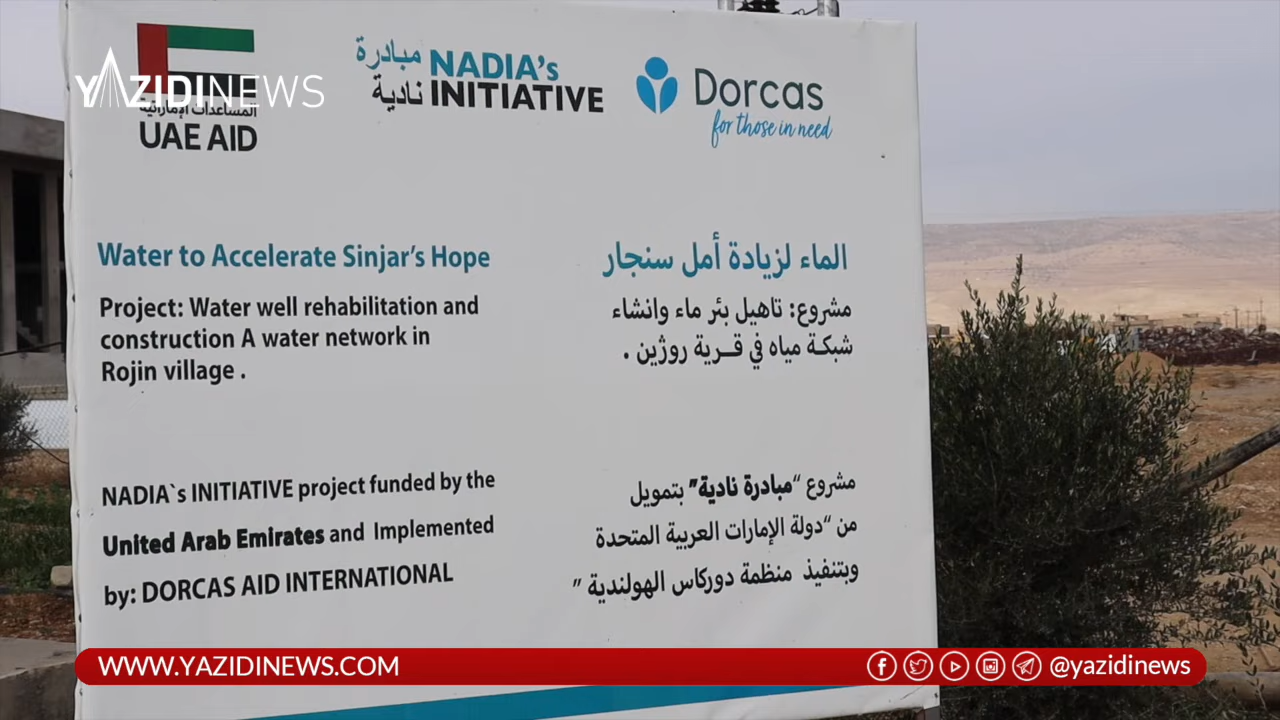 YAZIDINEWS
المساعدات الإماراتية
UAE AID
مبادرة
نادية
NADIA's
INITIATIVE
Dorcas
for those in need
Water to Accelerate Sinjar's Hope
Project: Water well rehabilitation and
construction A water network in
Rojin village .
الماء لزيادة أمل سنجار
مشروع: تاهيل بئر ماء وانشاء
شبكة مياه في قرية روژين .
NADIA`s INITIATIVE project funded by the
United Arab Emirates and Implemented
by: DORCAS AID INTERNATIONAL
مشروع “مبادرة نادية” بتمويل
من “دولة الإمارات العربية المتحدة
وبتنفيذ منظمة دوركاس الهولندية ”
WWW.YAZIDINEWS.COM
@yazidinews